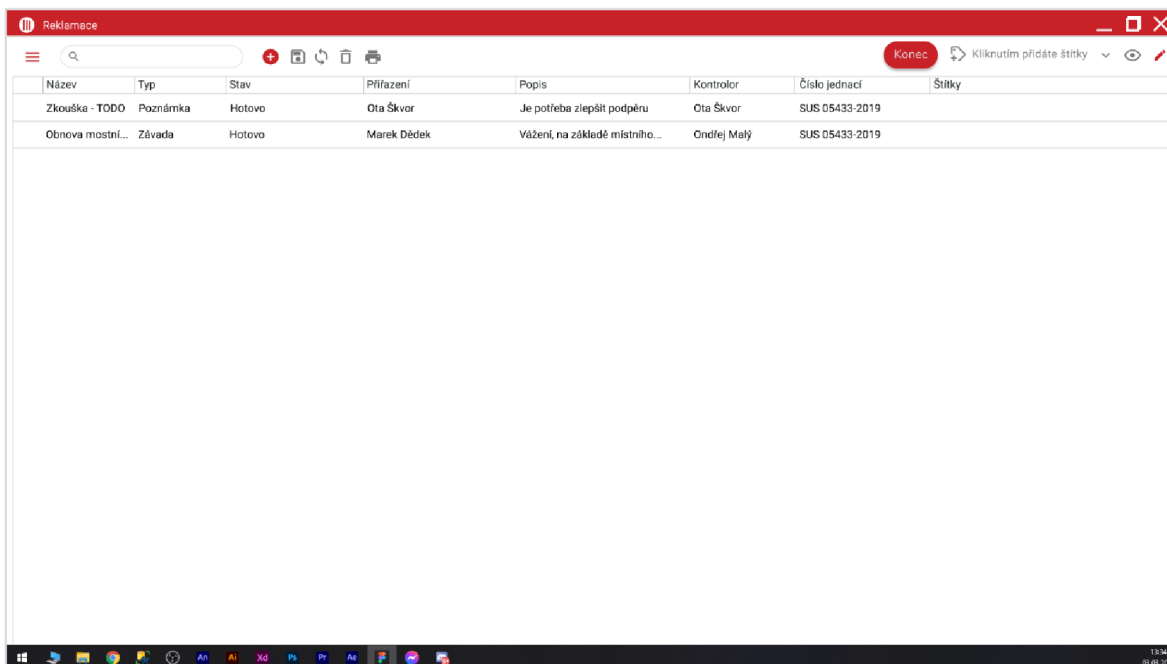 Reklamace
Konec Kliknutím přidáte štítky
Název Typ Stav Přiřazení Popis Kontrolor Číslo jednací Štítky
Zkouška - TODO Poznámka Hotovo Ota Škvor Je potřeba zlepšit podpěru Ota Škvor SUS 05433-2019
Obnova mostní... Závada Hotovo Marek Dědek Vážení, na základě místního... Ondřej Malý SUS 05433-2019
An Ai Xd Ps Pr Ae
13:34